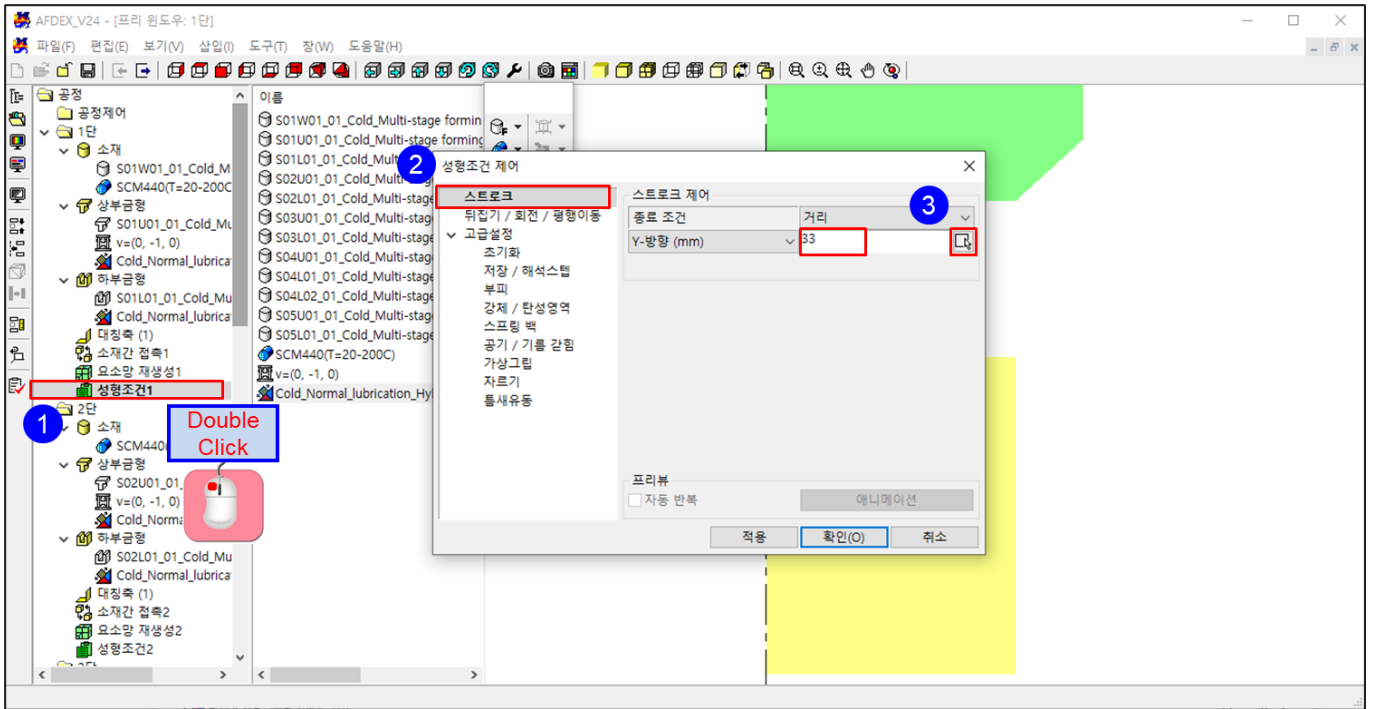 AFDEX_V24 - [프리 윈도우: 1단]
파일(F) 편집(E) 보기(V) 삽입(I) 도구(T) 창(W) 도움말(H)
공정
공정제어
1단
소재
S01W01_01_Cold_M
SCM440(T=20-200C
상부금형
S01U01_01_Cold_Mu
v=(0, -1, 0)
Cold_Normal_lubrica
하부금형
S01L01_01_Cold_Mu
Cold_Normal_lubrica
대칭축 (1)
소재간 접촉1
요소망 재생성1
성형조건1
2단
소재
SCM440(
상부금형
S02U01_01_
v=(0, -1, 0)
Cold_Norma
하부금형
S02L01_01_Cold_Mu
Cold_Normal_lubrica
대칭축 (1)
소재간 접촉2
요소망 재생성2
성형조건2
1
Double
Click
이름
S01W01_01_Cold_Multi-stage formin
S01U01_01_Cold_Multi-stage forming
S01L01_01_Cold_Mult
S02U01_01_Cold_Mult
S02L01_01_Cold_Multi-stage
S03U01_01_Cold_Multi-stag
S03L01_01_Cold_Multi-stage
S04U01_01_Cold_Multi-stag
S04L01_01_Cold_Multi-stage
S04L02_01_Cold_Multi-stage
S05U01_01_Cold_Multi-stag
S05L01_01_Cold_Multi-stage
SCM440(T=20-200C)
v=(0, -1, 0)
Cold_Normal_lubrication_Hy
F
2
성형조건 제어
스트로크
뒤집기 / 회전 / 평행이동
고급설정
초기화
저장 / 해석스텝
부피
강체 / 탄성영역
스프링 백
공기 / 기름 갇힘
가상그립
자르기
틈새유동
스트로크 제어
3
종료 조건 거리
Y-방향 (mm) 33
프리뷰
자동 반복 애니메이션
적용 확인(O) 취소